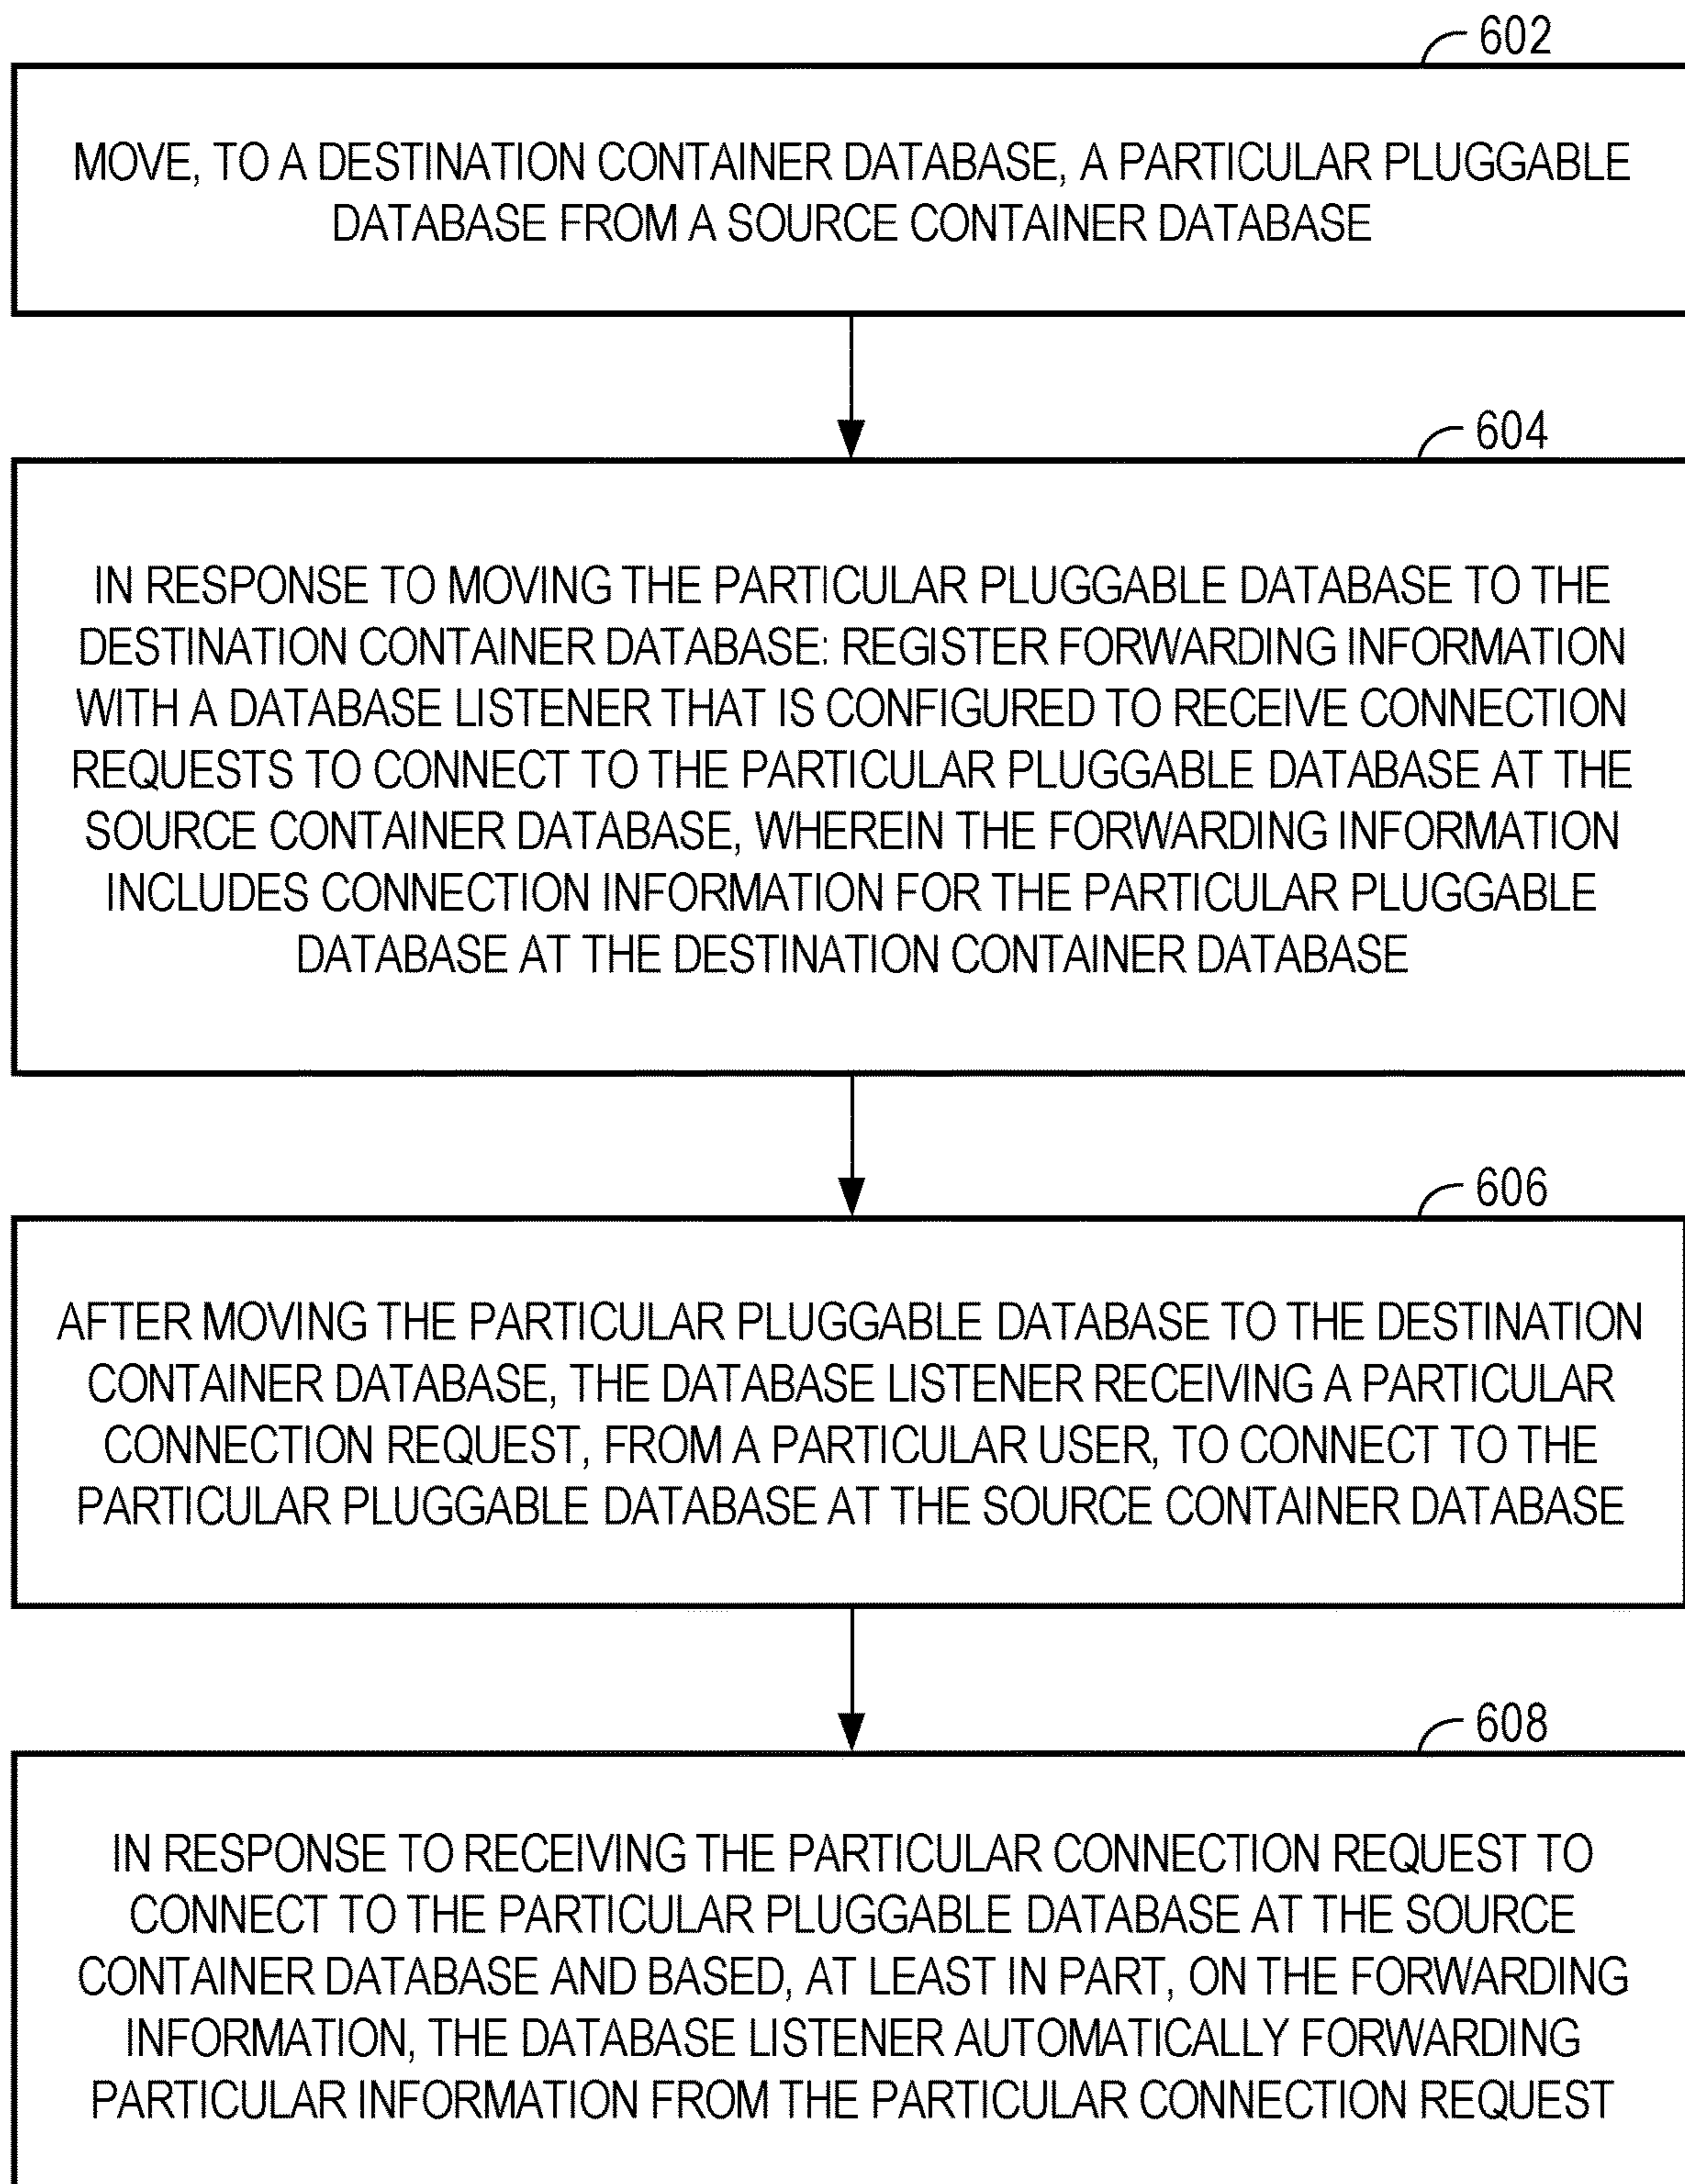 602
MOVE, TO A DESTINATION CONTAINER DATABASE, A PARTICULAR PLUGGABLE
DATABASE FROM A SOURCE CONTAINER DATABASE
604
IN RESPONSE TO MOVING THE PARTICULAR PLUGGABLE DATABASE TO THE
DESTINATION CONTAINER DATABASE: REGISTER FORWARDING INFORMATION
WITH A DATABASE LISTENER THAT IS CONFIGURED TO RECEIVE CONNECTION
REQUESTS TO CONNECT TO THE PARTICULAR PLUGGABLE DATABASE AT THE
SOURCE CONTAINER DATABASE, WHEREIN THE FORWARDING INFORMATION
INCLUDES CONNECTION INFORMATION FOR THE PARTICULAR PLUGGABLE
DATABASE AT THE DESTINATION CONTAINER DATABASE
606
AFTER MOVING THE PARTICULAR PLUGGABLE DATABASE TO THE DESTINATION
CONTAINER DATABASE, THE DATABASE LISTENER RECEIVING A PARTICULAR
CONNECTION REQUEST, FROM A PARTICULAR USER, TO CONNECT TO THE
PARTICULAR PLUGGABLE DATABASE AT THE SOURCE CONTAINER DATABASE
608
IN RESPONSE TO RECEIVING THE PARTICULAR CONNECTION REQUEST TO
CONNECT TO THE PARTICULAR PLUGGABLE DATABASE AT THE SOURCE
CONTAINER DATABASE AND BASED, AT LEAST IN PART, ON THE FORWARDING
INFORMATION, THE DATABASE LISTENER AUTOMATICALLY FORWARDING
PARTICULAR INFORMATION FROM THE PARTICULAR CONNECTION REQUEST